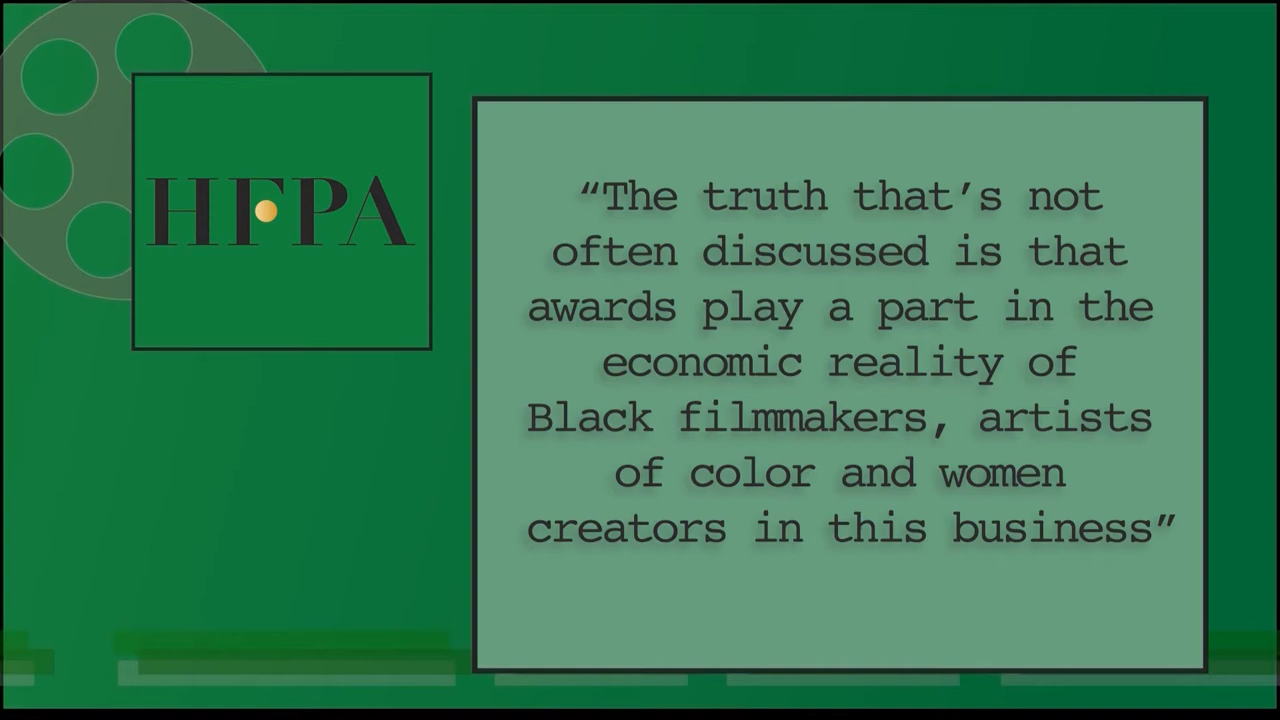 HFPA
“The truth that’s not
often discussed is that
awards play a part in the
economic reality of
Black filmmakers, artists
of color and women
creators in this business”